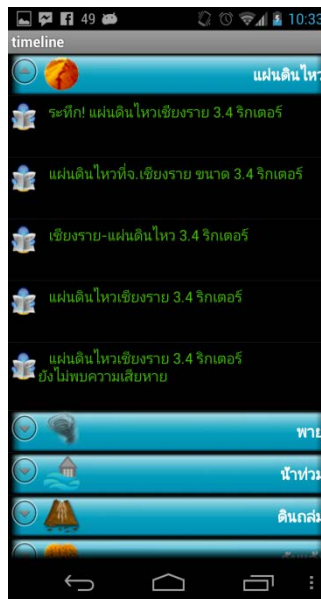 49
10:33
timeline
แผ่นดินไหว
ระทึก! แผ่นดินไหวเชียงราย 3.4 ริกเตอร์
แผ่นดินไหวที่จ.เชียงราย ขนาด 3.4 ริกเตอร์
เชียงราย-แผ่นดินไหว 3.4 ริกเตอร์
แผ่นดินไหวเชียงราย 3.4 ริกเตอร์
แผ่นดินไหวเชียงราย 3.4 ริกเตอร์
ยังไม่พบความเสียหาย
พาย
น้ำท่วม
ดินถล่ม